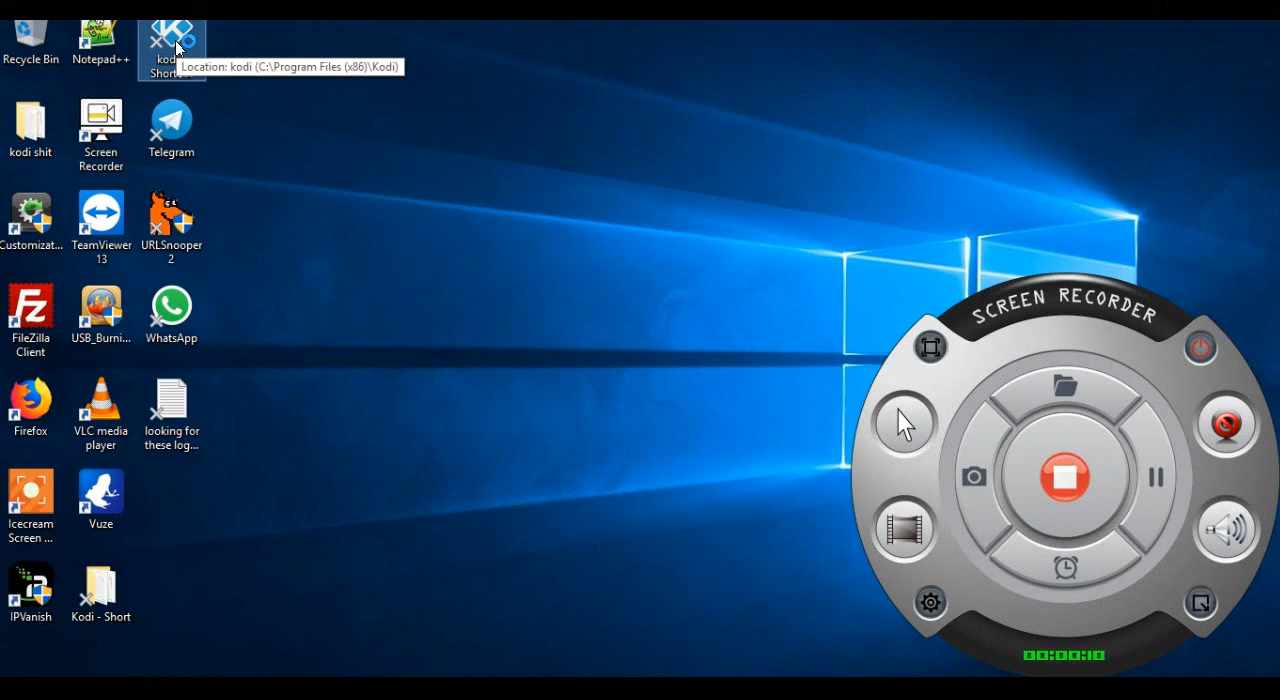 Recycle Bin
Notepad++
Location: kodi (C:\Program Files (x86)\Kodi)
kodi shit
Screen
Recorder
Telegram
Customizat...
TeamViewer
13
URLSnooper
2
FileZilla
Client
USB_Burni...
WhatsApp
Firefox
VLC media
player
looking for
these log...
Icecream
Screen ...
Vuze
IPVanish
Kodi - Short
SCREEN RECORDER
00:00:10